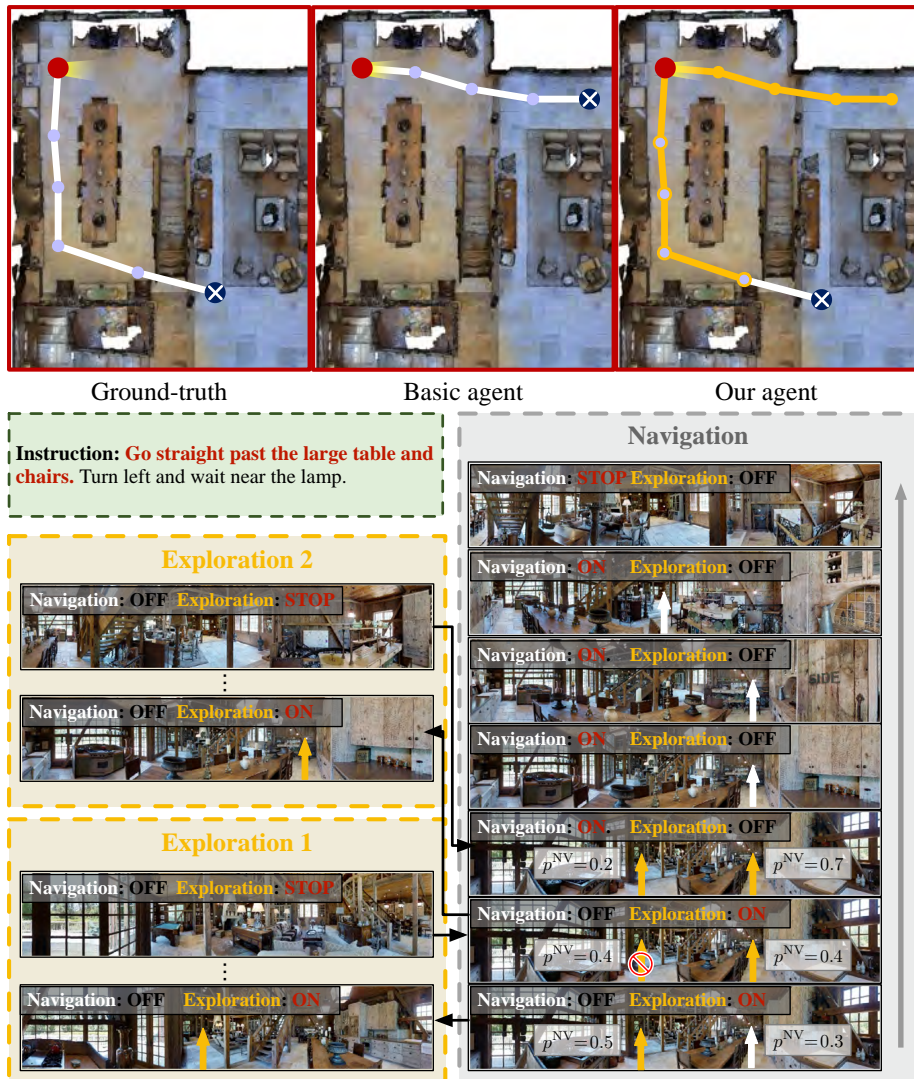 Ground-truth
Basic agent
Our agent
Instruction: Go straight past the large table and
chairs. Turn left and wait near the lamp.
Exploration 2
Navigation: OFF Exploration: STOP
⋮
Navigation: OFF Exploration: ON
Exploration 1
Navigation: OFF Exploration: STOP
⋮
Navigation: OFF Exploration: ON
Navigation
Navigation: STOP Exploration: OFF
Navigation: ON Exploration: OFF
Navigation: ON. Exploration: OFF
SIDE
Navigation: ON Exploration: OFF
Navigation: ON. Exploration: OFF
p^NV=0.2 p^NV=0.7
Navigation: OFF Exploration: ON
p^NV=0.4 p^NV=0.4
Navigation: OFF Exploration: ON
p^NV=0.5 p^NV=0.3